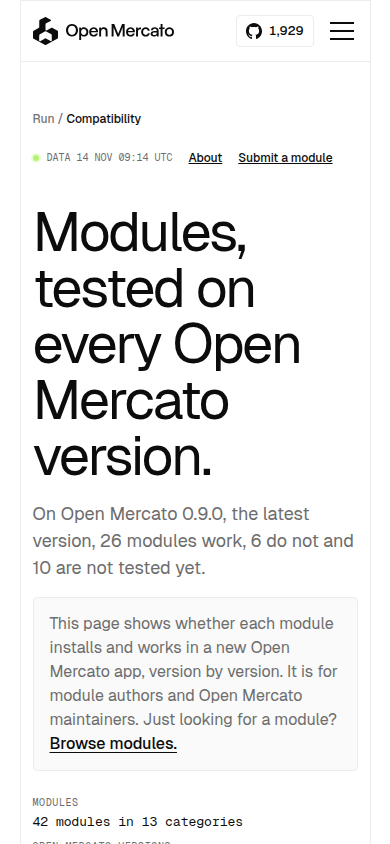 Open Mercato
1,929
Run / Compatibility
DATA 14 NOV 09:14 UTC About Submit a module
Modules,
tested on
every Open
Mercato
version.
On Open Mercato 0.9.0, the latest
version, 26 modules work, 6 do not and
10 are not tested yet.
This page shows whether each module
installs and works in a new Open
Mercato app, version by version. It is for
module authors and Open Mercato
maintainers. Just looking for a module?
Browse modules.
MODULES
42 modules in 13 categories